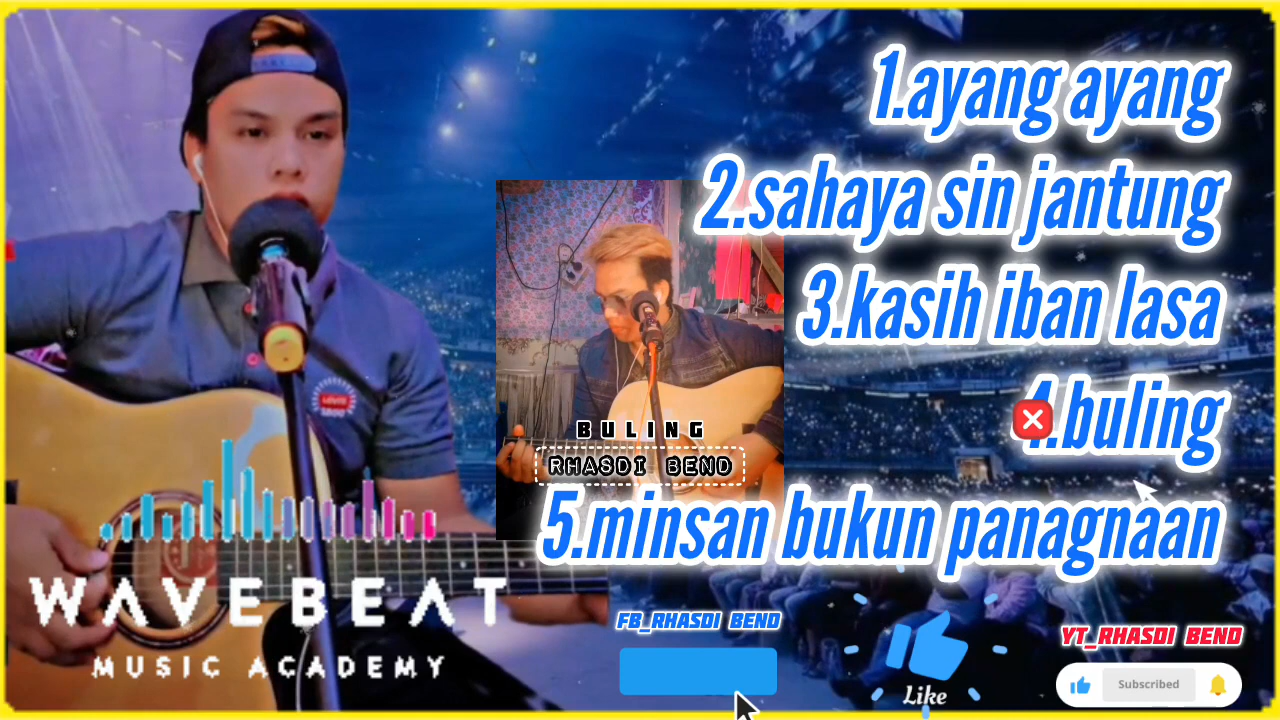 1.ayang ayang
2.sahaya sin jantung
3.kasih iban lasa
4.buling
5.minsan bukun panagnaan
BULING
RHASDI BEND
WAVEBEAT
MUSIC ACADEMY
FB_RHASDI BEND
Like
YT_RHASDI BEND
Subscribed